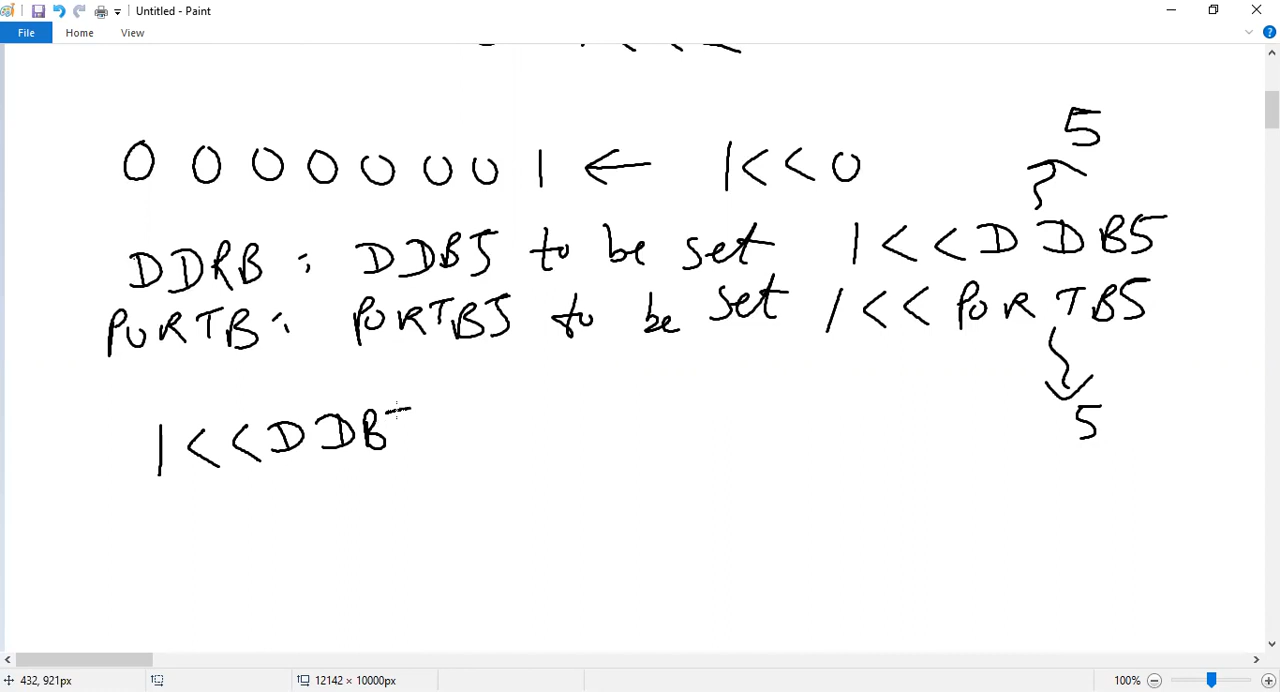 Untitled - Paint
File Home View
5
0 0 0 0 0 0 0 1 ← 1<<0
DDRB: DDB5 to be set 1<<DDB5
PORTB: PORTB5 to be set 1<<PORTB5
5
1<<DDB
432, 921px 12142 × 10000px 100%